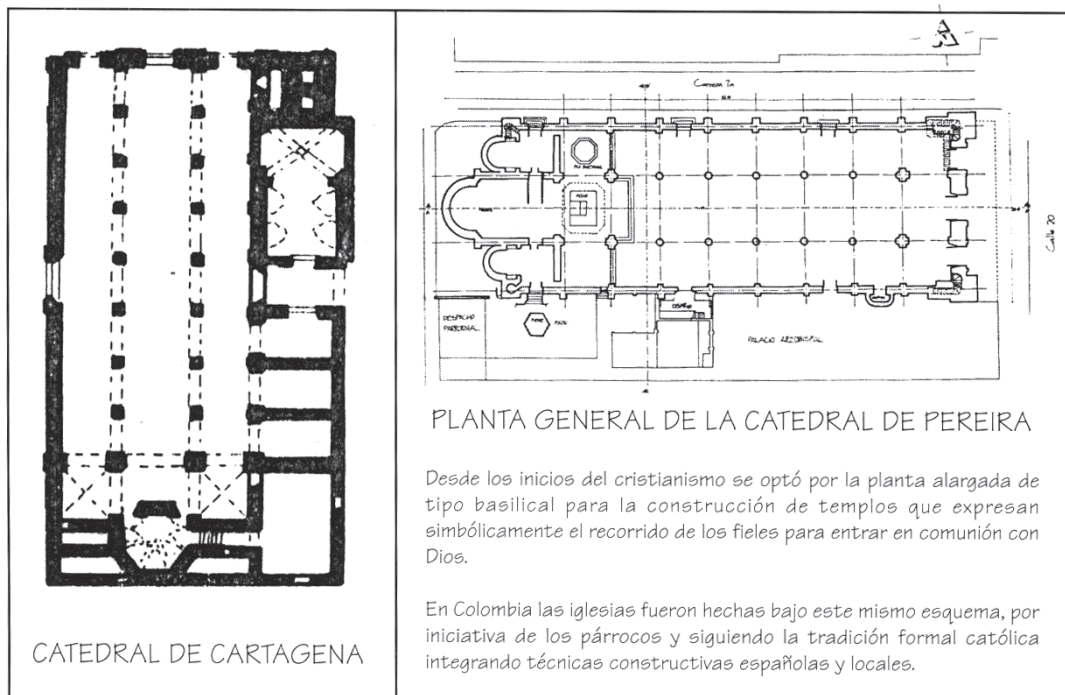 CATEDRAL DE CARTAGENA
Carrera 7a
Calle 20
DESPACHO
PARROQUIAL
PALACIO ARZOBISPAL
PLANTA GENERAL DE LA CATEDRAL DE PEREIRA
Desde los inicios del cristianismo se optó por la planta alargada de
tipo basilical para la construcción de templos que expresan
simbólicamente el recorrido de los fieles para entrar en comunión con
Dios.
En Colombia las iglesias fueron hechas bajo este mismo esquema, por
iniciativa de los párrocos y siguiendo la tradición formal católica
integrando técnicas constructivas españolas y locales.